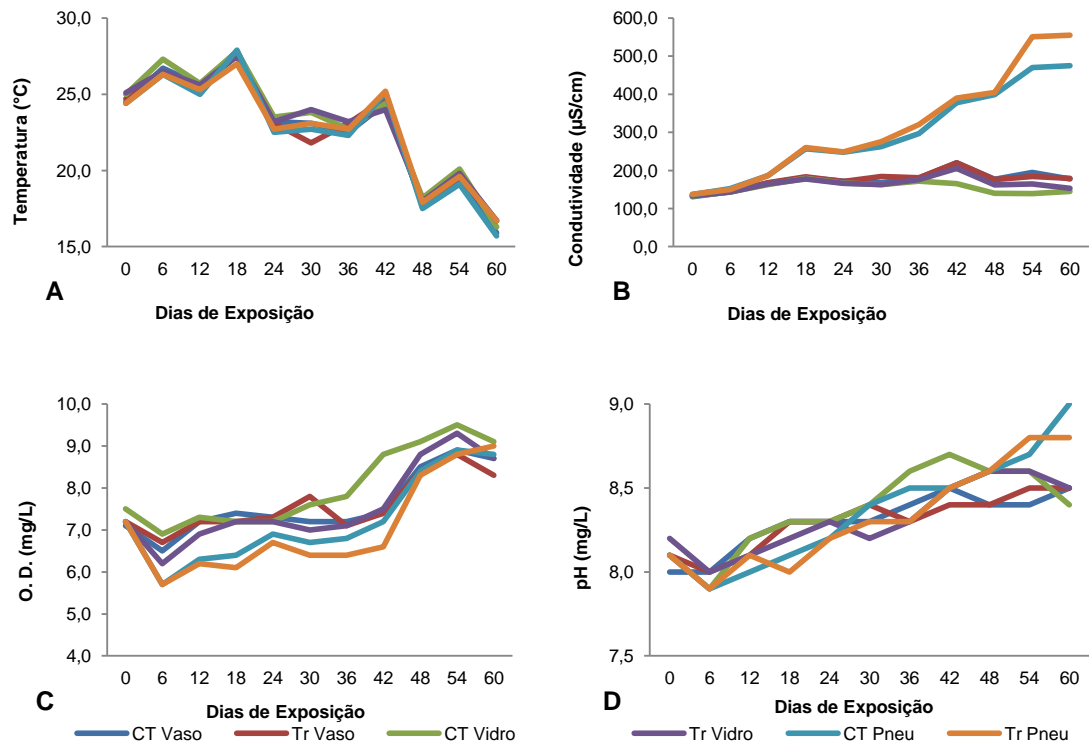 Temperatura (°C)
30,0
25,0
20,0
15,0
0 6 12 18 24 30 36 42 48 54 60
A
Dias de Exposição
Condutividade (µS/cm)
600,0
500,0
400,0
300,0
200,0
100,0
0,0
0 6 12 18 24 30 36 42 48 54 60
B
Dias de Exposição
O. D. (mg/L)
10,0
9,0
8,0
7,0
6,0
5,0
4,0
0 6 12 18 24 30 36 42 48 54 60
C
Dias de Exposição
pH (mg/L)
9,0
8,5
8,0
7,5
0 6 12 18 24 30 36 42 48 54 60
D
Dias de Exposição
CT Vaso Tr Vaso CT Vidro Tr Vidro CT Pneu Tr Pneu